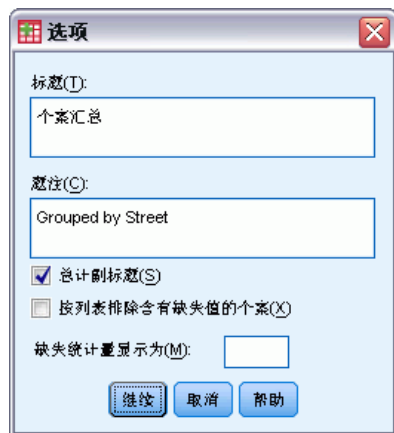 选项
标题(T):
个案汇总
题注(C):
Grouped by Street
总计副标题(S)
按列表排除含有缺失值的个案(X)
缺失统计量显示为(M):
继续 取消 帮助